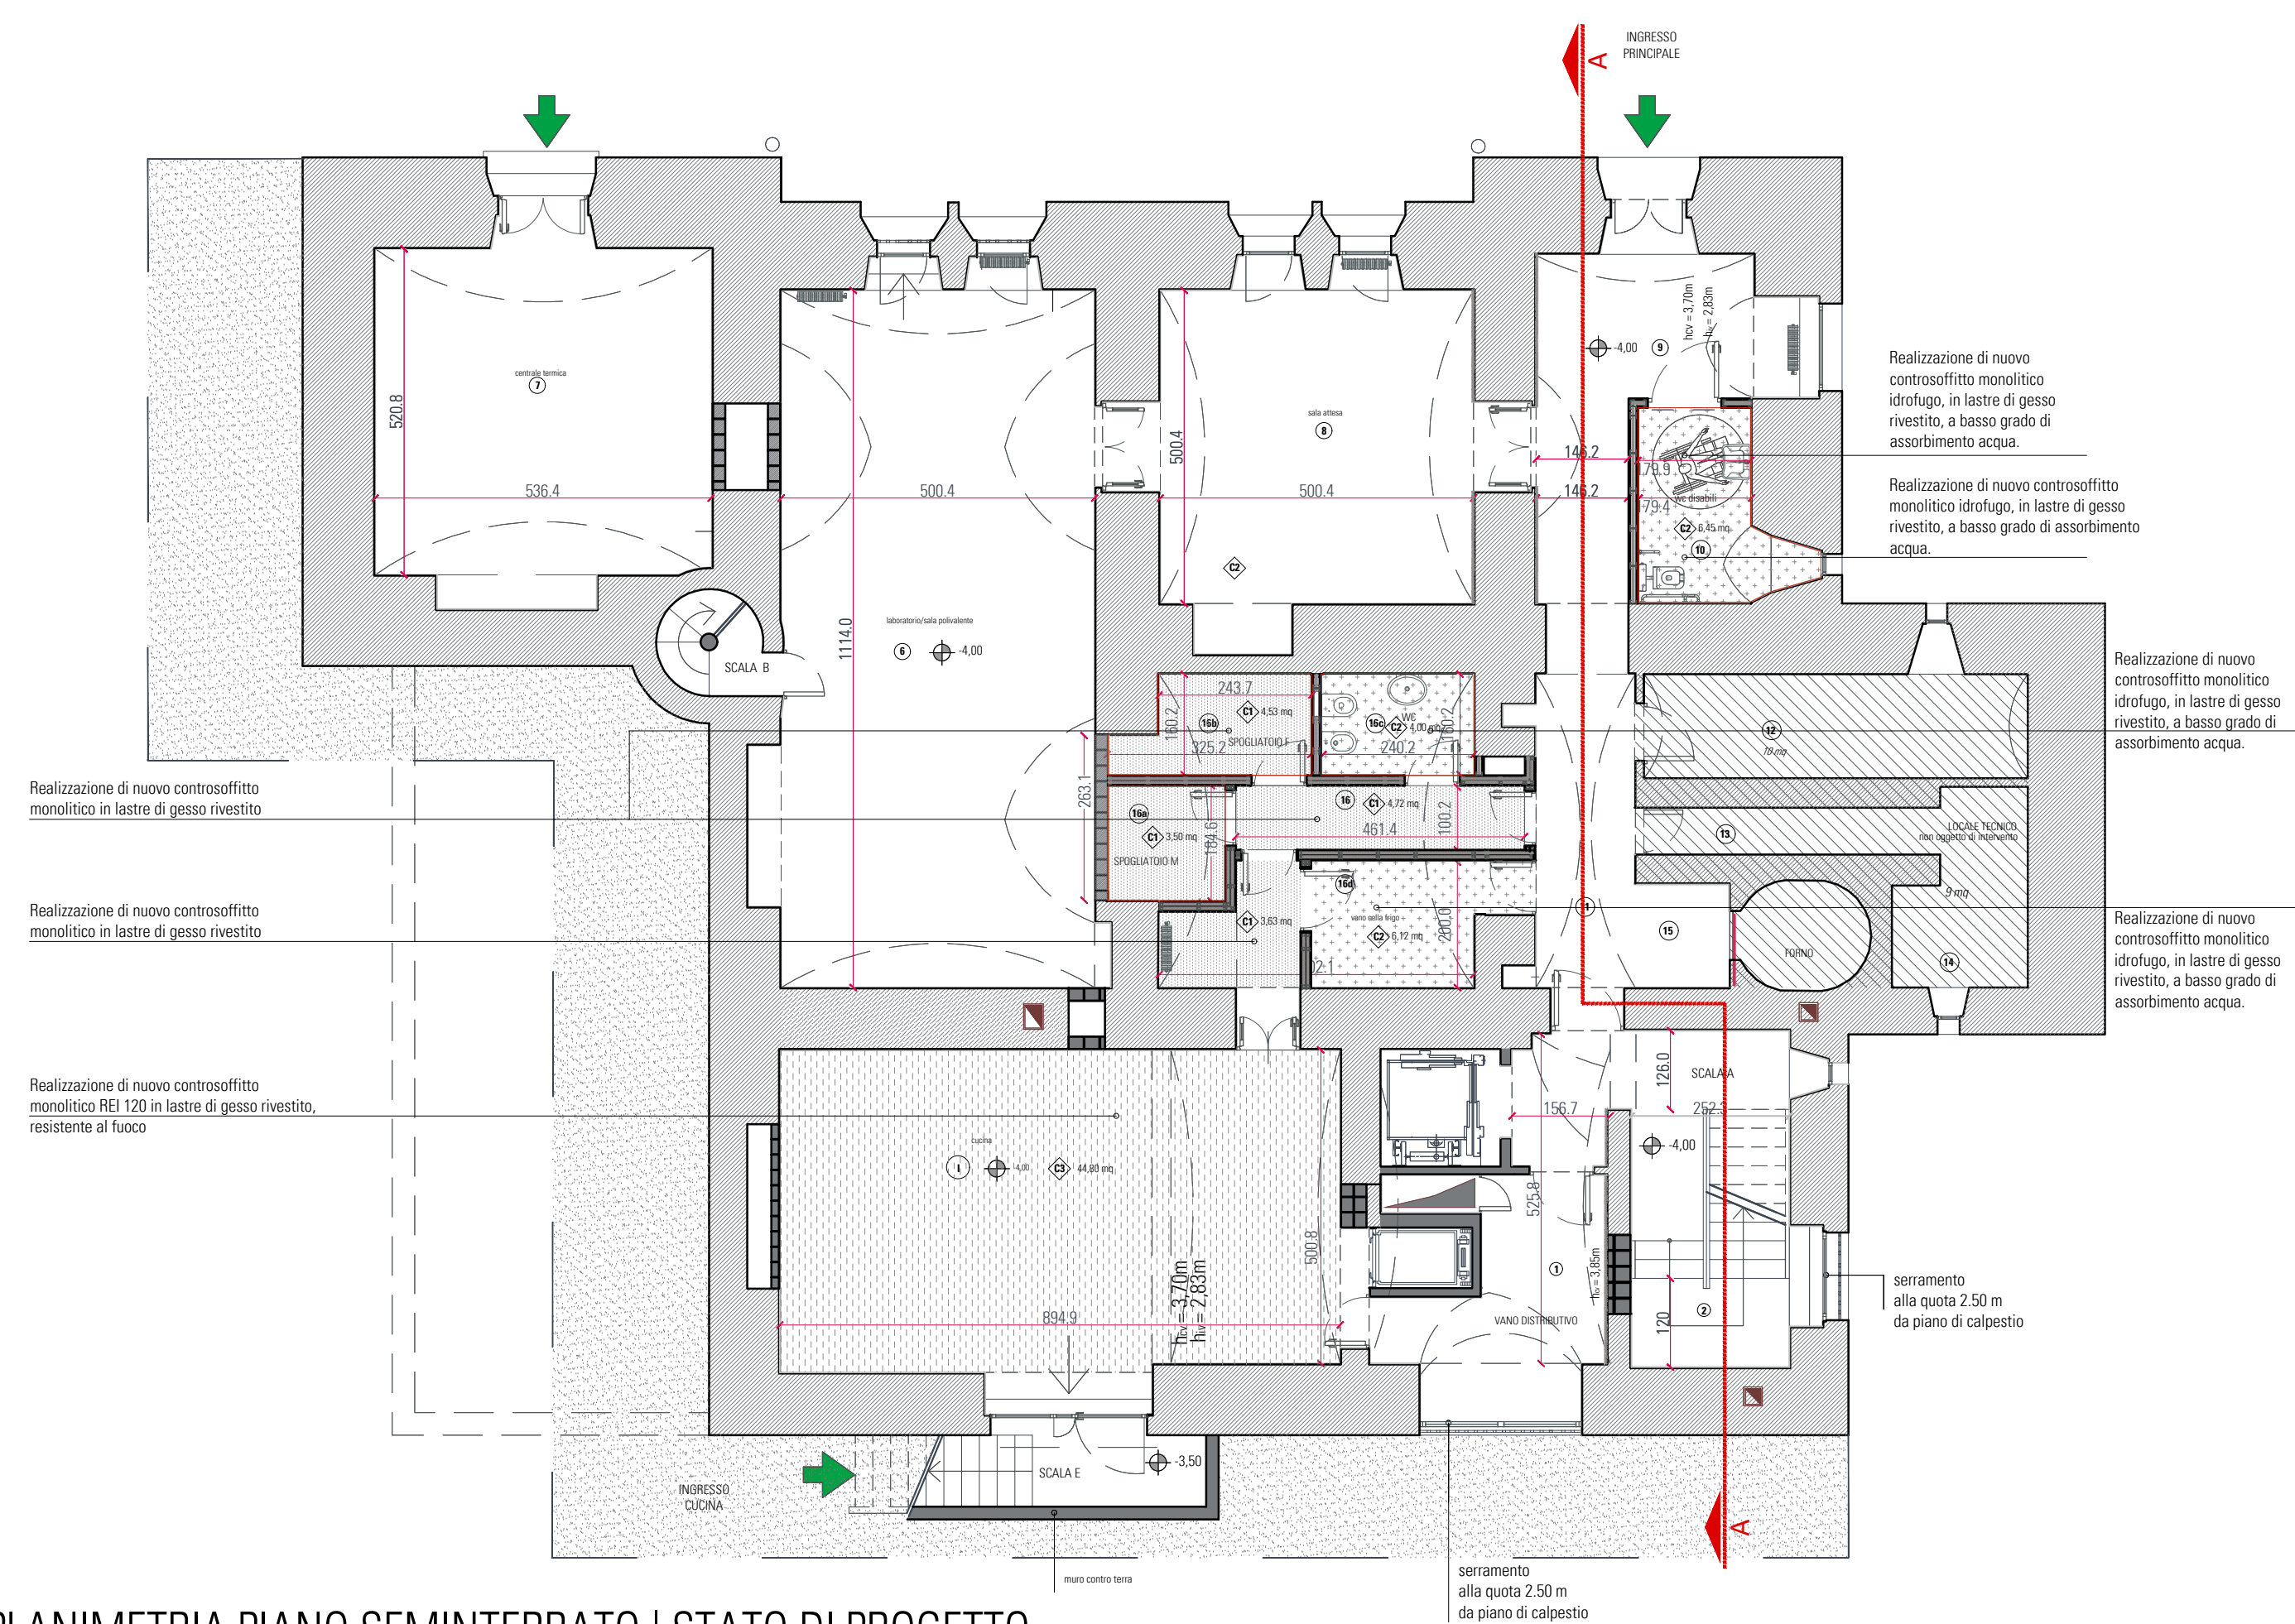 INGRESSO
PRINCIPALE
A
centrale termica
7
520.8
536.4
500.4
1114.0
laboratorio/sala polivalente
6
-4,00
SCALA B
sala attesa
8
500.4
500.4
C2
hcv = 3,70m
hiv = 2,83m
-4,00
9
146.2
146.2
179.9
179.4
wc disabili
C2 6,45 mq
10
Realizzazione di nuovo
controsoffitto monolitico
idrofugo, in lastre di gesso
rivestito, a basso grado di
assorbimento acqua.
Realizzazione di nuovo controsoffitto
monolitico idrofugo, in lastre di gesso
rivestito, a basso grado di assorbimento
acqua.
Realizzazione di nuovo
controsoffitto monolitico
idrofugo, in lastre di gesso
rivestito, a basso grado di
assorbimento acqua.
243.7
160.2
16b
C1 4,53 mq
SPOGLIATOIO F
325.2
WC
16c
C2 4,00 mq
160.2
240.2
12
10 mq
263.1
16a
C1 3,50 mq
184.6
SPOGLIATOIO M
16
C1 4,72 mq
461.4
100.2
13
LOCALE TECNICO
non oggetto di intervento
9 mq
16d
vano cella frigo
C2 6,12 mq
200.0
C1 3,63 mq
15
FORNO
14
Realizzazione di nuovo controsoffitto
monolitico in lastre di gesso rivestito
Realizzazione di nuovo controsoffitto
monolitico in lastre di gesso rivestito
Realizzazione di nuovo
controsoffitto monolitico
idrofugo, in lastre di gesso
rivestito, a basso grado di
assorbimento acqua.
Realizzazione di nuovo controsoffitto
monolitico REI 120 in lastre di gesso rivestito,
resistente al fuoco
cucina
I
-4,00
C3 44,80 mq
894.9
500.8
hcv = 3,70m
hiv = 2,83m
SCALA A
126.0
156.7
-4,00
525.8
1
hcv = 3,85m
VANO DISTRIBUTIVO
2
120
serramento
alla quota 2.50 m
da piano di calpestio
INGRESSO
CUCINA
SCALA E
-3,50
A
muro contro terra
serramento
alla quota 2.50 m
da piano di calpestio
PLANIMETRIA PIANO SEMINTERRATO | STATO DI PROGETTO